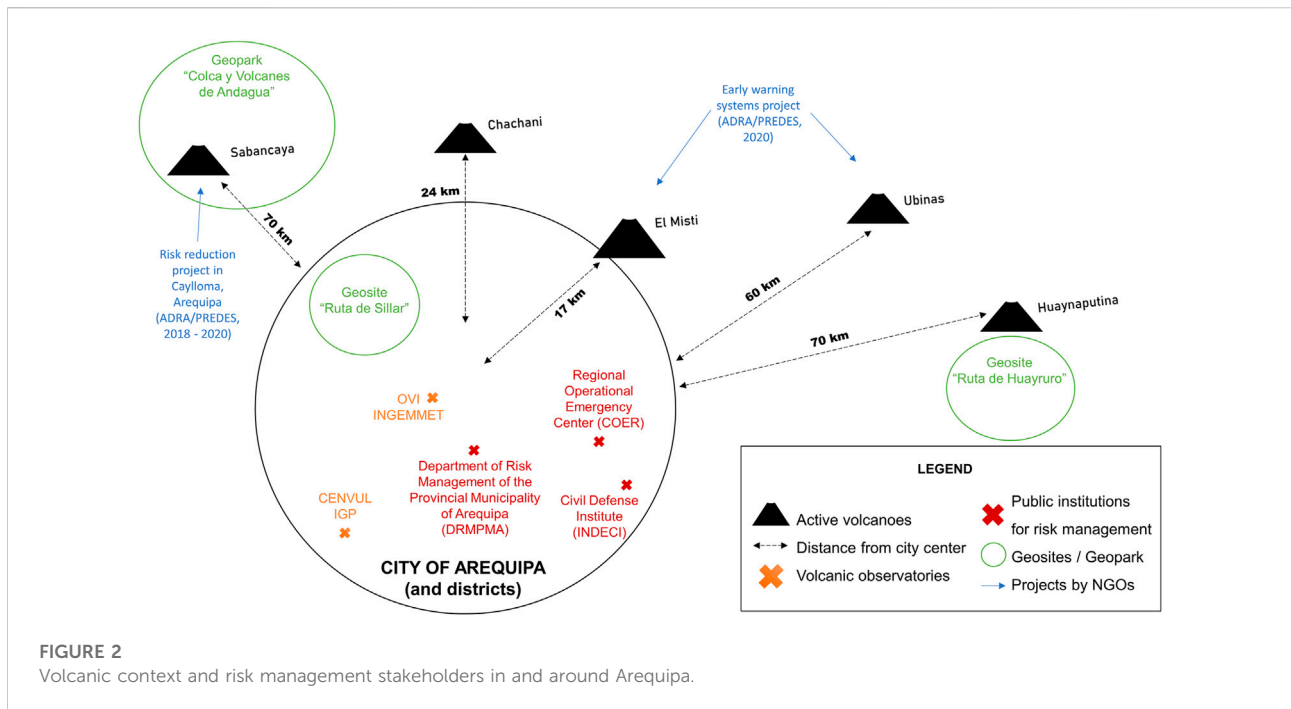 Geopark
“Colca y Volcanes
de Andagua”
Sabancaya
Chachani
Early warning
systems project
(ADRA/PREDES,
2020)
24 km
70 km
El Misti
Ubinas
Risk reduction
project in
Caylloma,
Arequipa
(ADRA/PREDES,
2018 - 2020)
Geosite
“Ruta de Sillar”
17 km
60 km
70 km
Huaynaputina
Geosite
“Ruta de Huayruro”
OVI
INGEMMET
Regional
Operational
Emergency
Center (COER)
Department of Risk
Management of the
Provincial Municipality
of Arequipa
(DRMPMA)
CENVUL
IGP
Civil Defense
Institute
(INDECI)
CITY OF AREQUIPA
(and districts)
LEGEND
Active volcanoes
Distance from city center
Volcanic observatories
Public institutions
for risk management
Geosites / Geopark
Projects by NGOs
FIGURE 2
Volcanic context and risk management stakeholders in and around Arequipa.